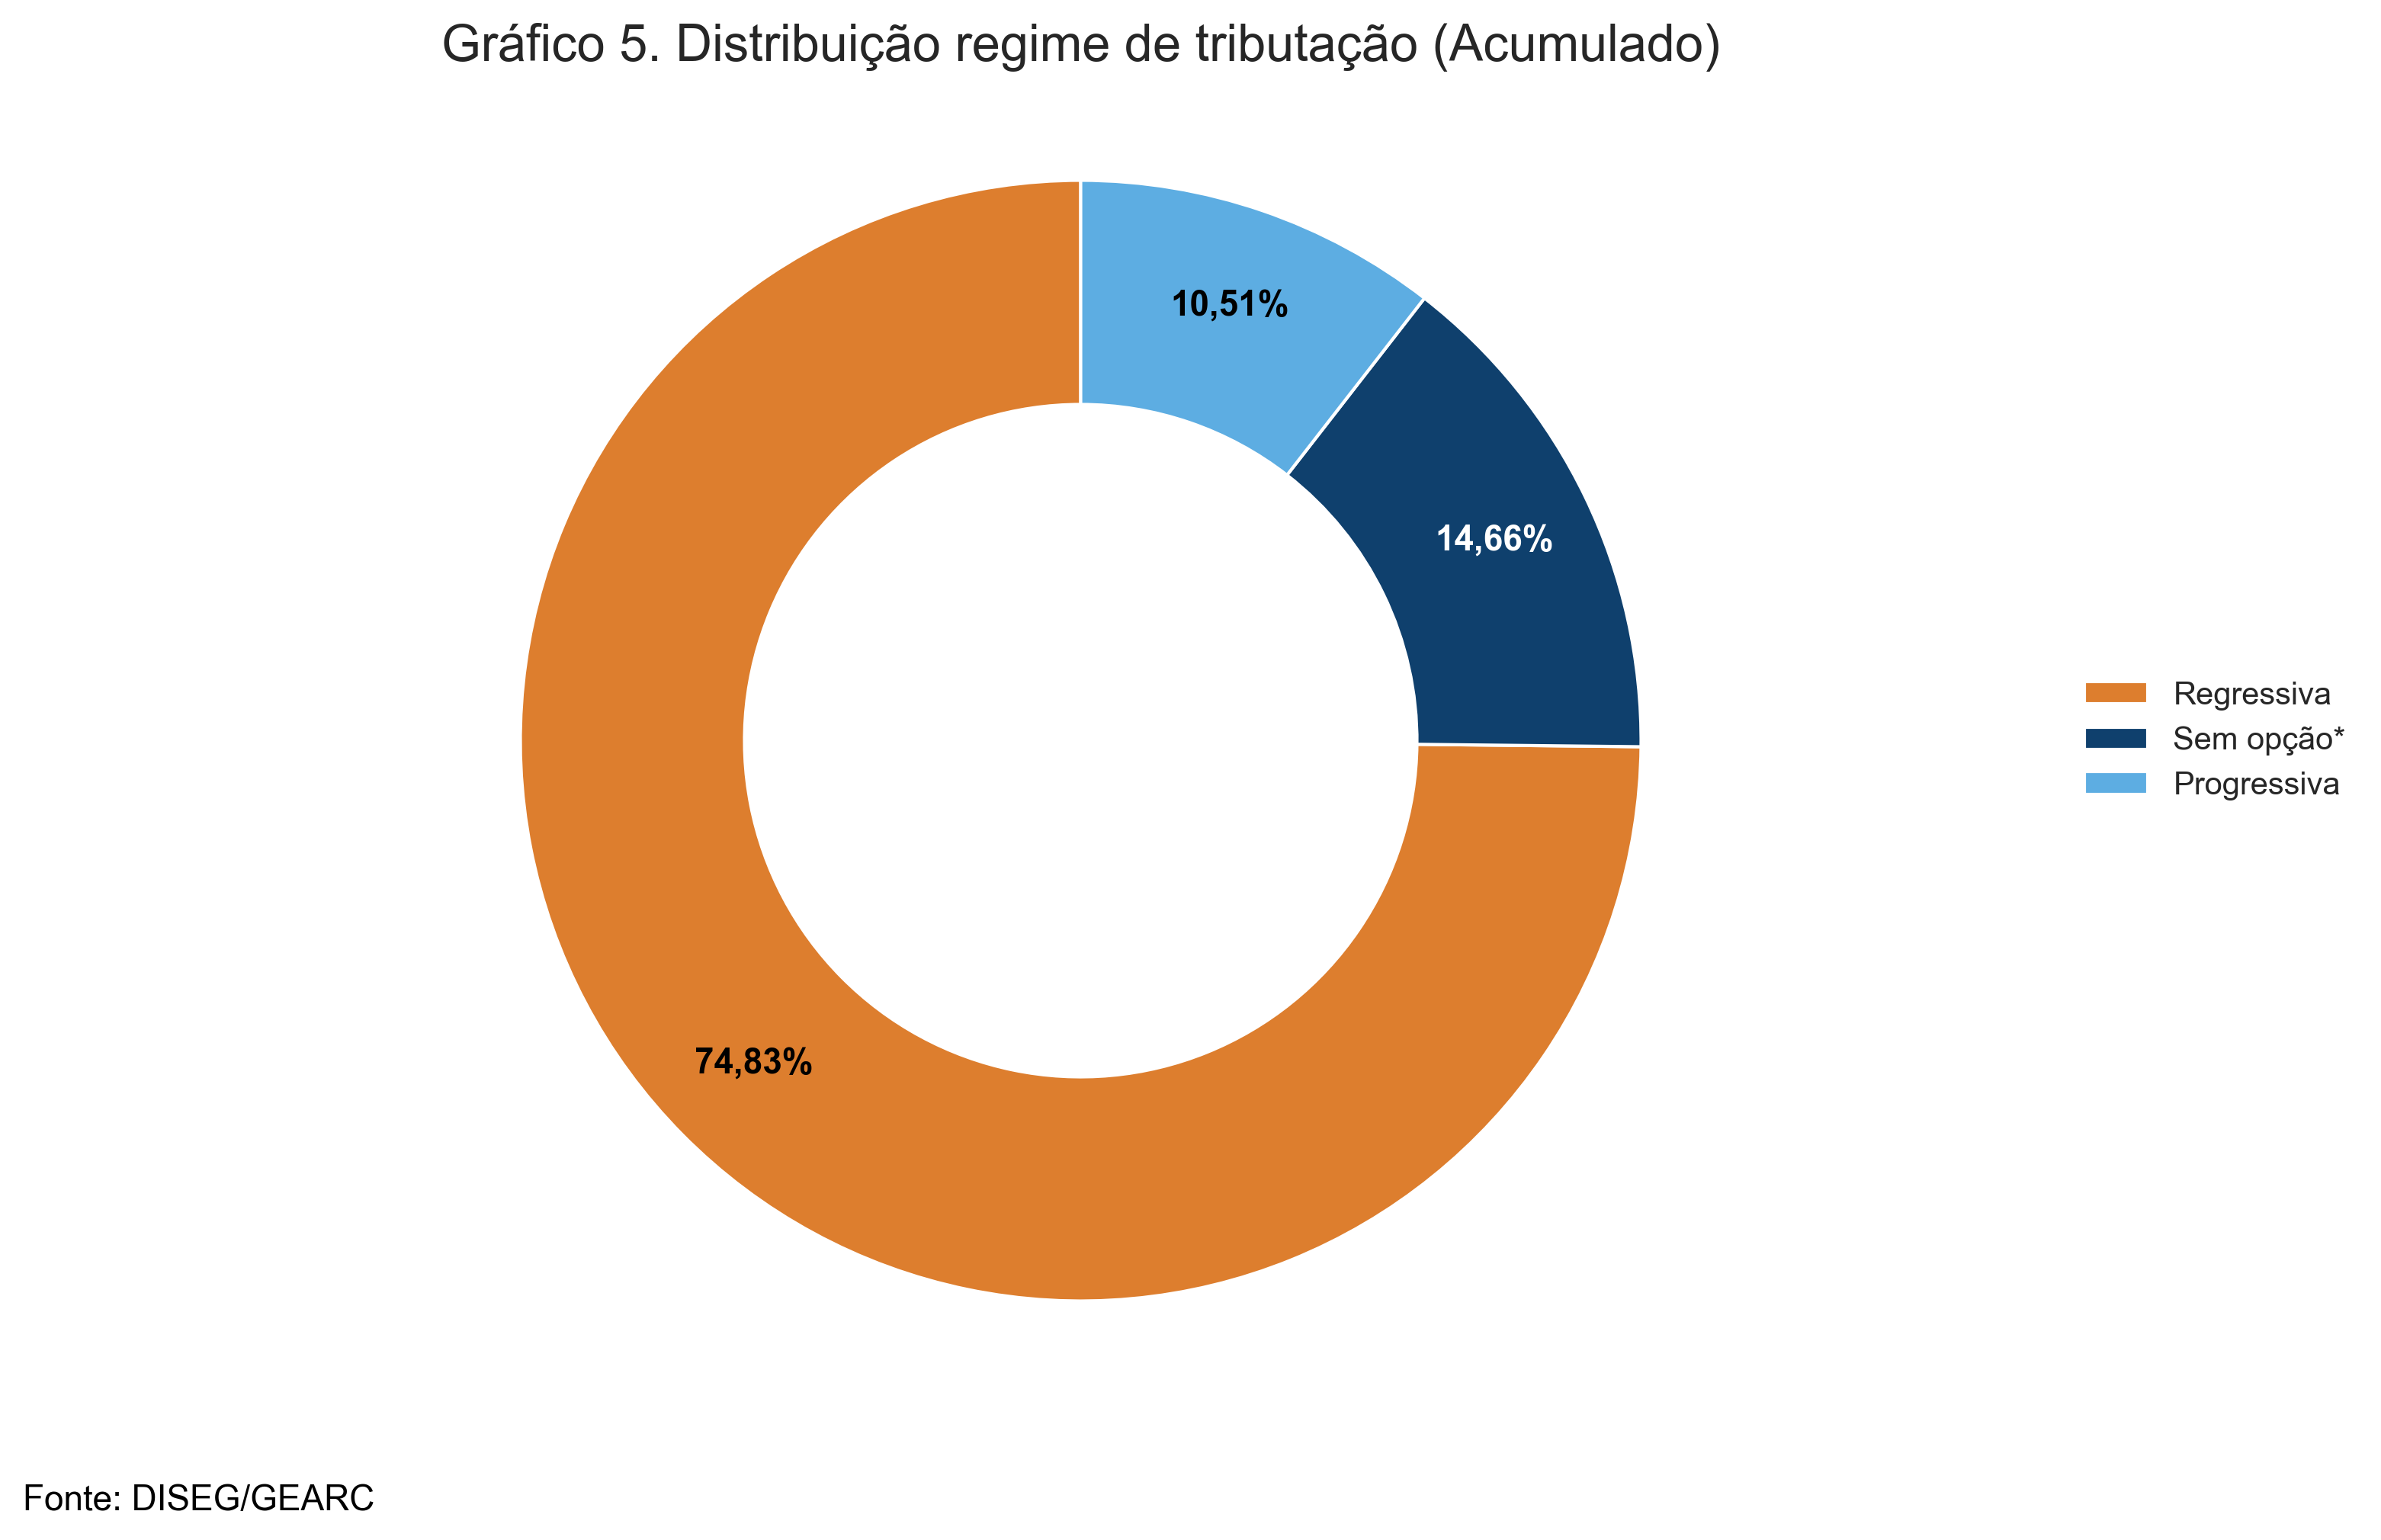 Gráfico 5. Distribuição regime de tributação (Acumulado)
10,51%
14,66%
74,83%
Regressiva
Sem opção*
Progressiva
Fonte: DISEG/GEARC